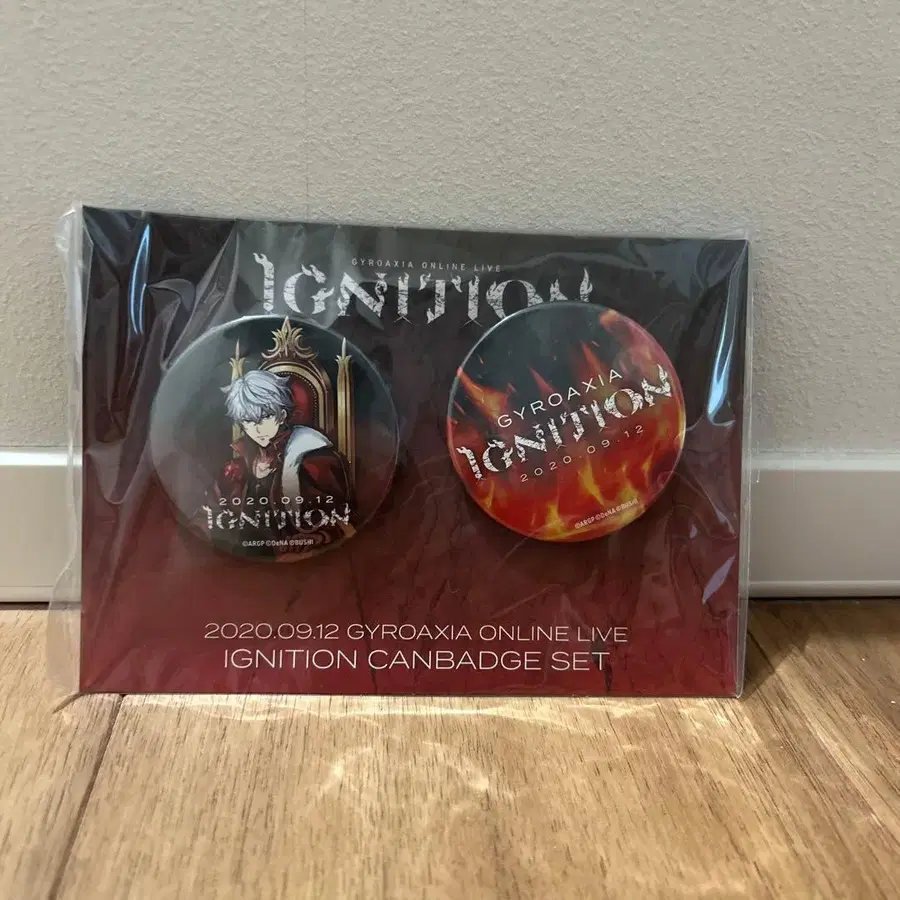 GYROAXIA ONLINE LIVE
IGNITION
2020.09.12
IGNITION
©ARGP ©DeNA ©BUSHI
GYROAXIA
IGNITION
2020.09.12
©ARGP ©DeNA ©BUSHI
2020.09.12 GYROAXIA ONLINE LIVE
IGNITION CANBADGE SET